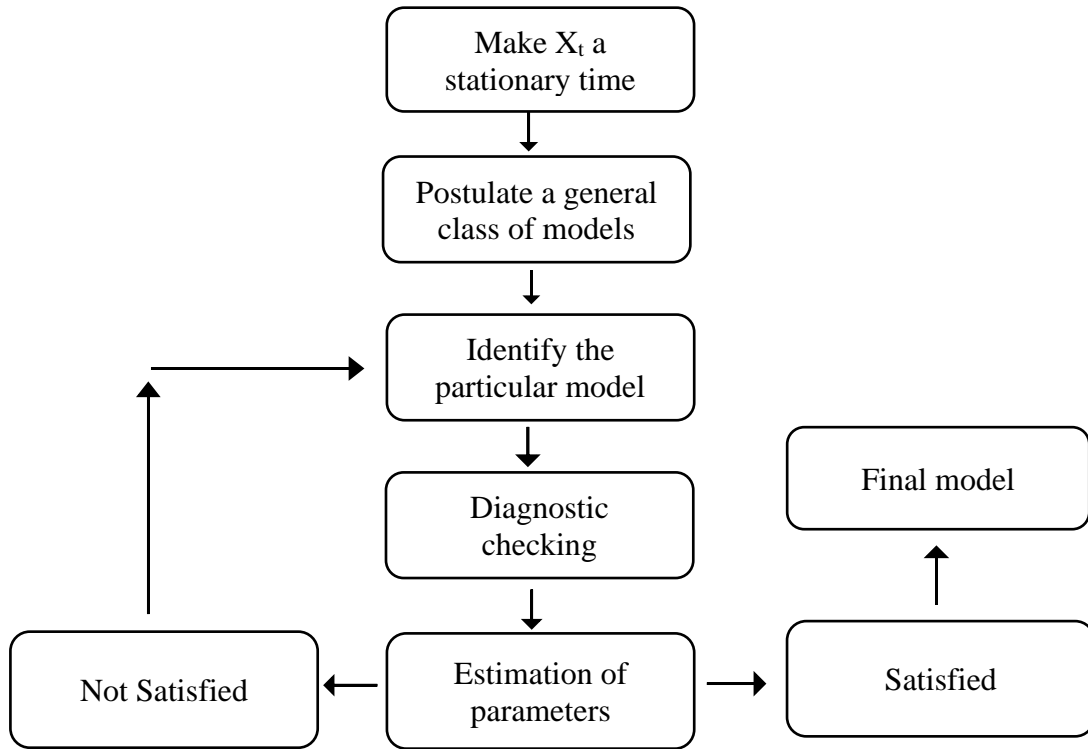 Make Xₜ a
stationary time
Postulate a general
class of models
Identify the
particular model
Final model
Diagnostic
checking
Not Satisfied
Estimation of
parameters
Satisfied